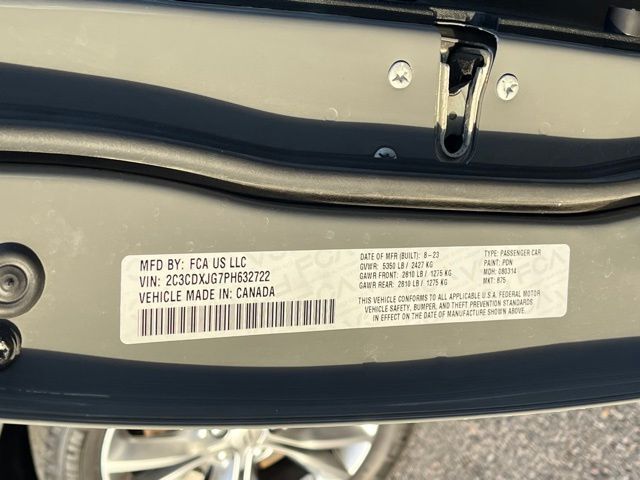 MFD BY: FCA US LLC
VIN: 2C3CDXJG7PH632722
VEHICLE MADE IN: CANADA
DATE OF MFR (BUILT): 8-23
GVWR: 5350 LB / 2427 KG
GAWR FRONT: 2810 LB / 1275 KG
GAWR REAR: 2810 LB / 1275 KG
TYPE: PASSENGER CAR
PAINT: PDN
MDH: 080314
MKT: 875
THIS VEHICLE CONFORMS TO ALL APPLICABLE U.S.A. FEDERAL MOTOR
VEHICLE SAFETY, BUMPER, AND THEFT PREVENTION STANDARDS
IN EFFECT ON THE DATE OF MANUFACTURE SHOWN ABOVE.